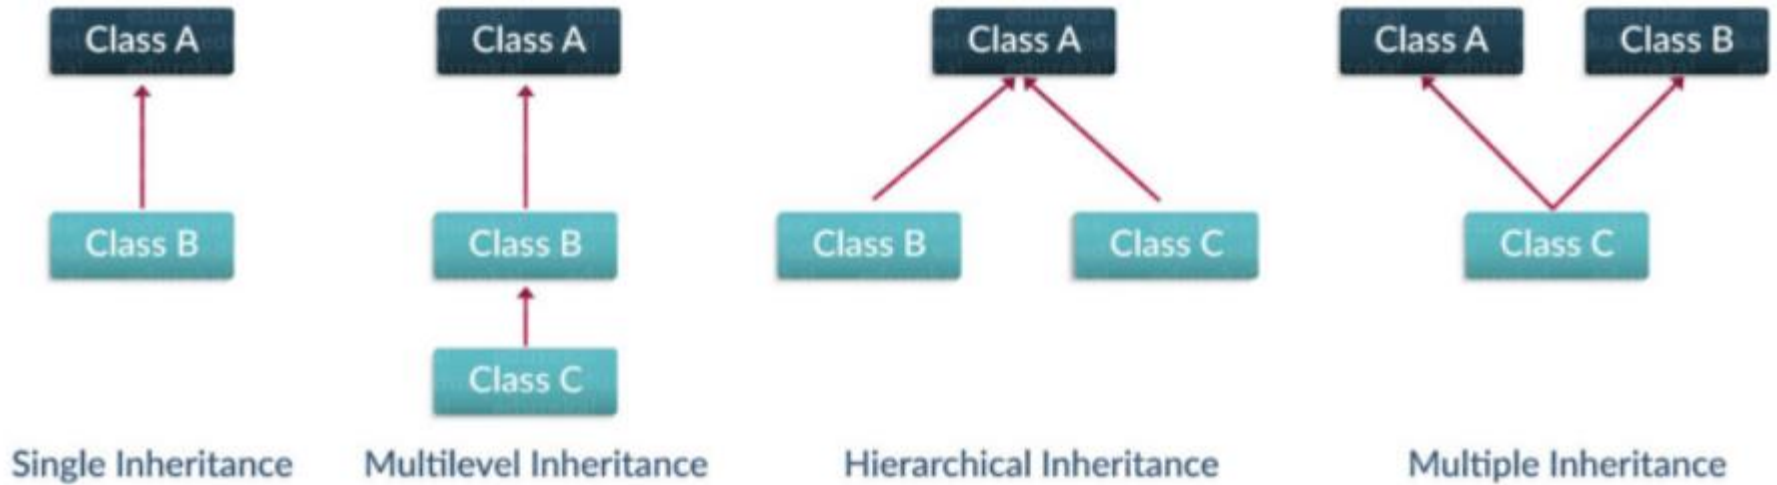 Class A
Class B
Single Inheritance
Class A
Class B
Class C
Multilevel Inheritance
Class A
Class B
Class C
Hierarchical Inheritance
Class A
Class B
Class C
Multiple Inheritance